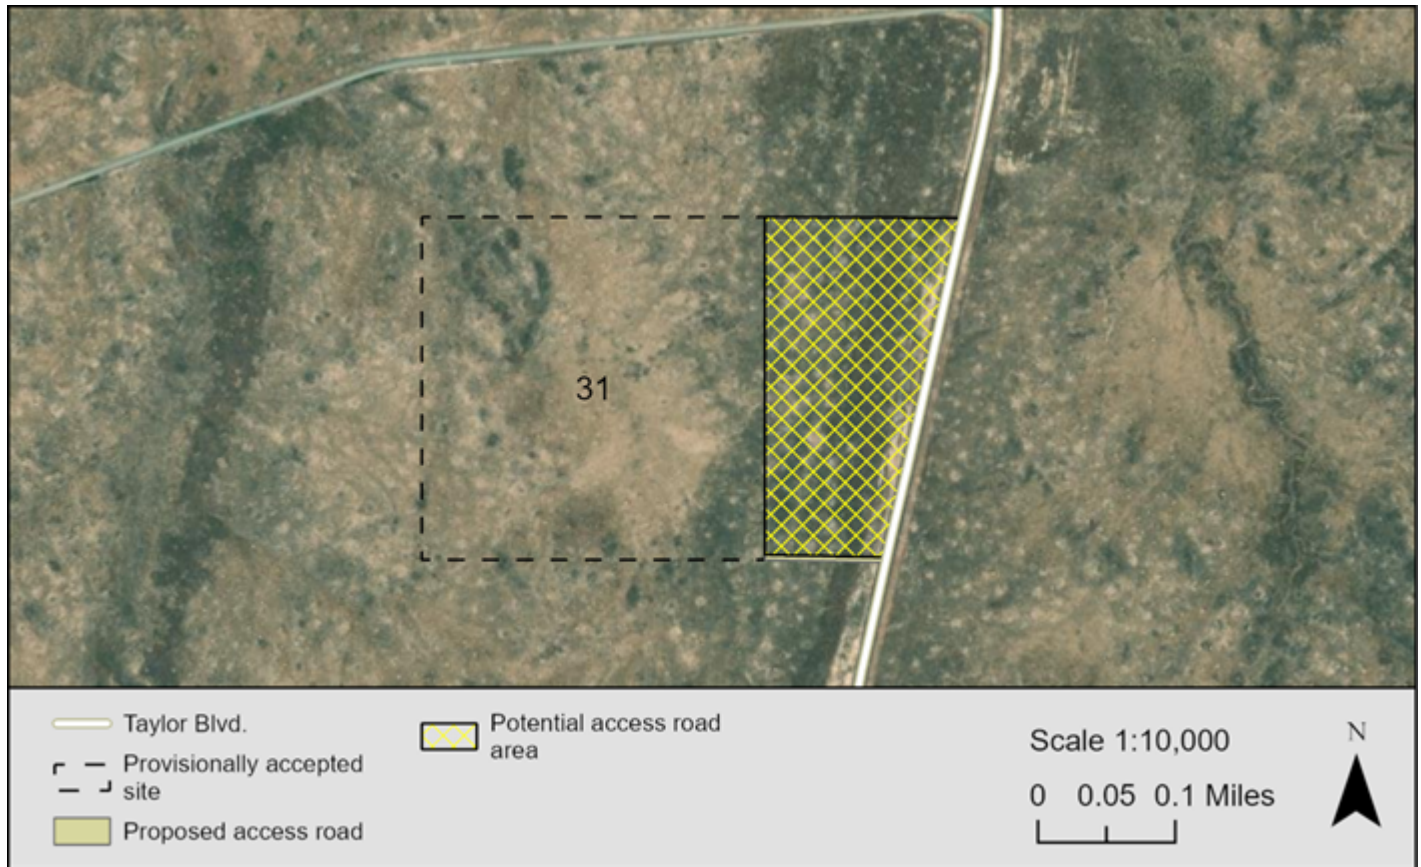 31
Taylor Blvd.
Provisionally accepted
site
Proposed access road
Potential access road
area
Scale 1:10,000
0 0.05 0.1 Miles
N